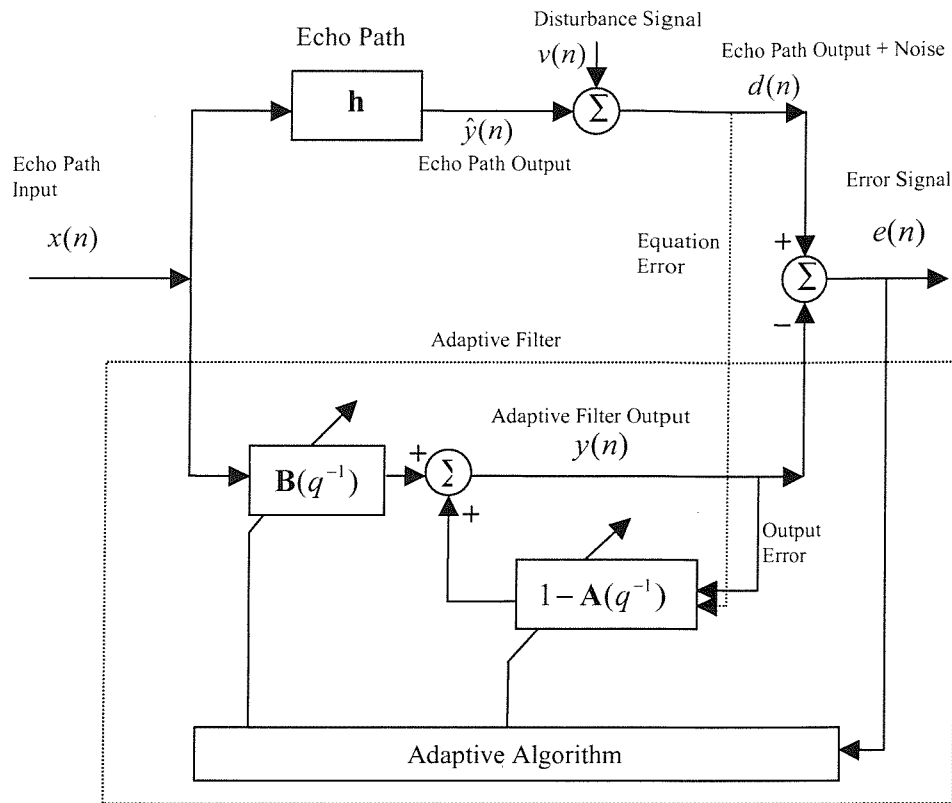 Disturbance Signal
Echo Path
v(n)
Echo Path Output + Noise
d(n)
h
Σ
ŷ(n)
Echo Path Output
Echo Path
Input
x(n)
Error Signal
e(n)
Equation
Error
+
Σ
−
Adaptive Filter
Adaptive Filter Output
y(n)
B(q⁻¹)
+
Σ
+
Output
Error
1 − A(q⁻¹)
Adaptive Algorithm